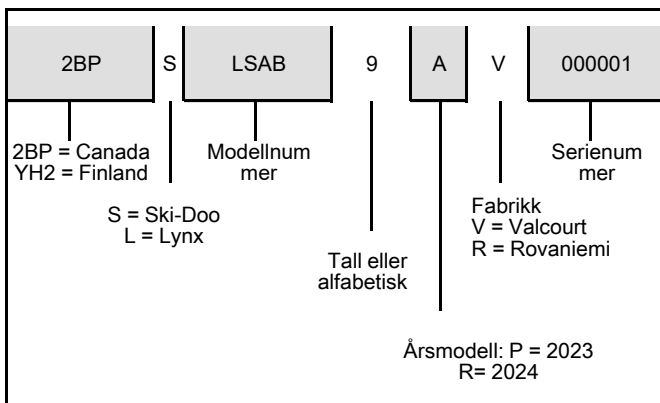 2BP S LSAB 9 A V 000001
2BP = Canada
YH2 = Finland
Modellnum
mer
Serienum
mer
S = Ski-Doo
L = Lynx
Fabrikk
V = Valcourt
R = Rovaniemi
Tall eller
alfabetisk
Årsmodell: P = 2023
R= 2024